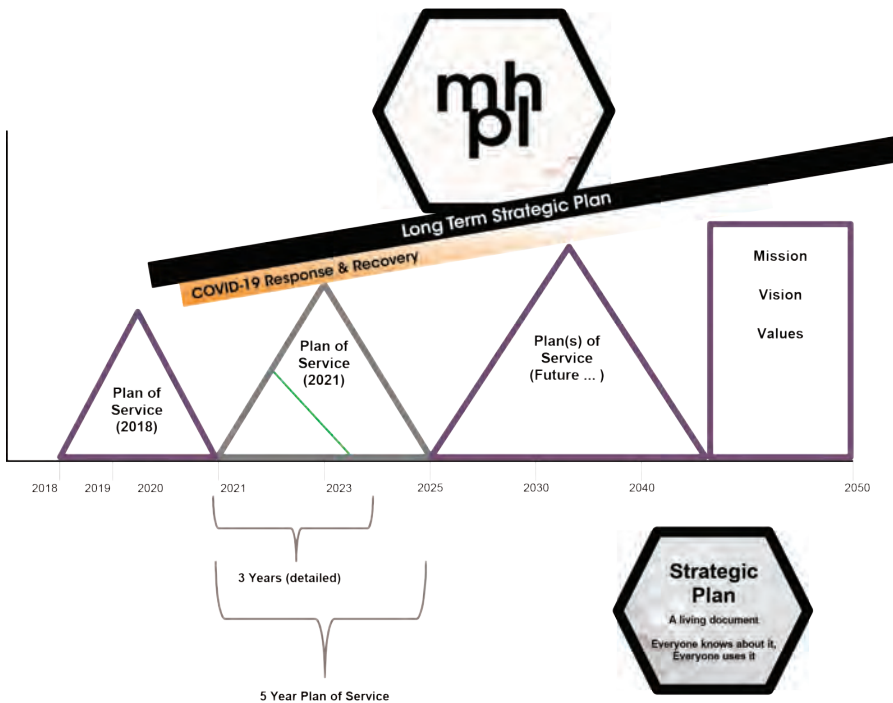 mh
pl
Long Term Strategic Plan
COVID-19 Response & Recovery
Mission
Vision
Values
Plan of
Service
(2018)
Plan of
Service
(2021)
Plan(s) of
Service
(Future ... )
2018
2019
2020
2021
2023
2025
2030
2040
2050
3 Years (detailed)
5 Year Plan of Service
Strategic
Plan
A living document
Everyone knows about it,
Everyone uses it